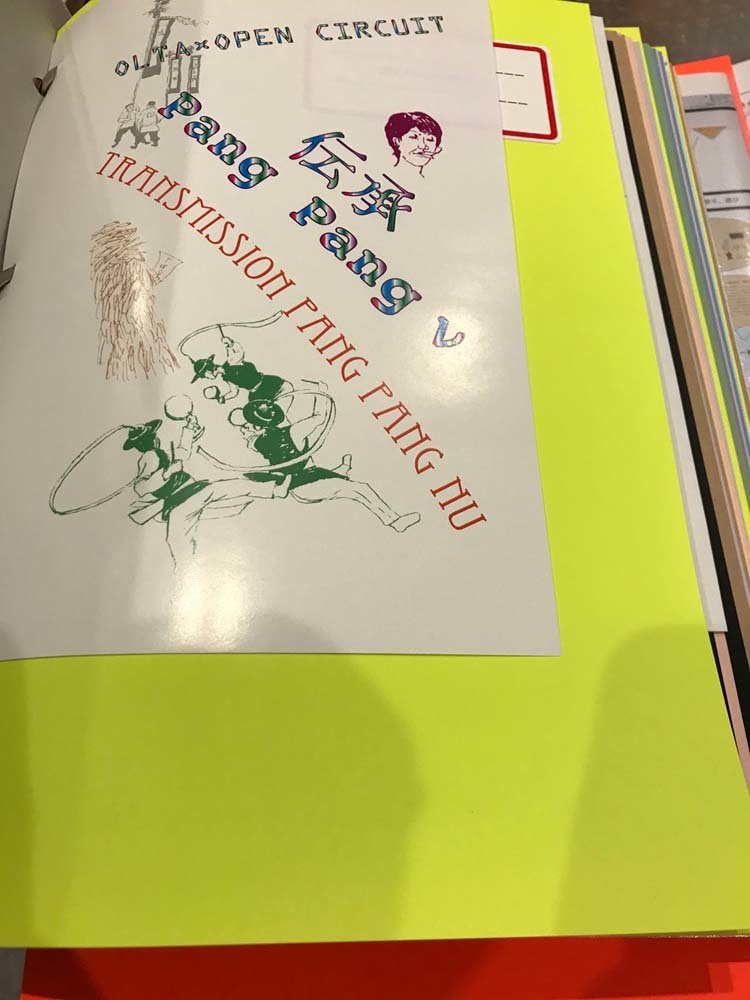 OLTA×OPEN CIRCUIT
伝承
Pang Pang ν
TRANSMISSION PANG PANG NU